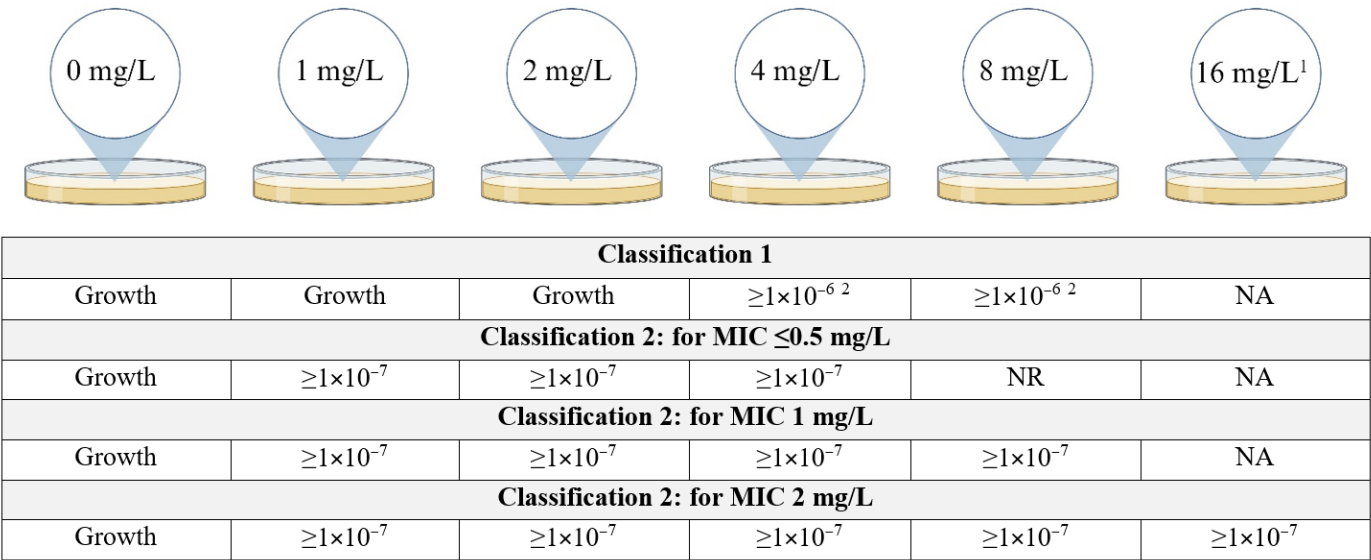 0 mg/L 1 mg/L 2 mg/L 4 mg/L 8 mg/L 16 mg/L¹
Classification 1
Growth Growth Growth ≥1×10⁻⁶ ² ≥1×10⁻⁶ ² NA
Classification 2: for MIC ≤0.5 mg/L
Growth ≥1×10⁻⁷ ≥1×10⁻⁷ ≥1×10⁻⁷ NR NA
Classification 2: for MIC 1 mg/L
Growth ≥1×10⁻⁷ ≥1×10⁻⁷ ≥1×10⁻⁷ ≥1×10⁻⁷ NA
Classification 2: for MIC 2 mg/L
Growth ≥1×10⁻⁷ ≥1×10⁻⁷ ≥1×10⁻⁷ ≥1×10⁻⁷ ≥1×10⁻⁷